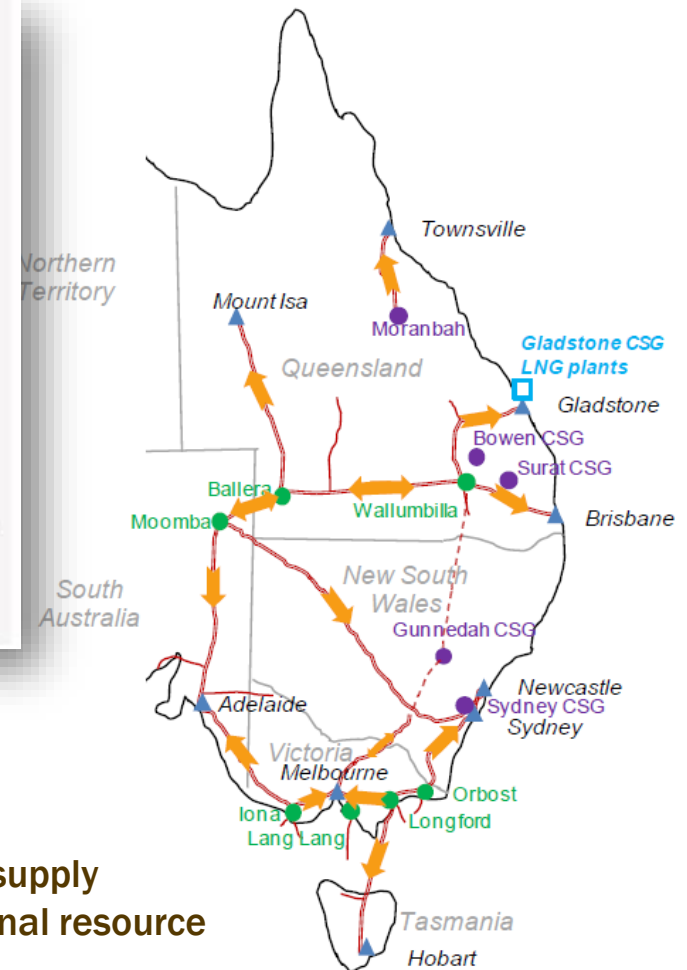 Townsville
Northern
Territory
Mount Isa
Moranbah
Gladstone CSG
LNG plants
Queensland
Gladstone
Bowen CSG
Surat CSG
Ballera
Wallumbilla
Moomba
Brisbane
South
Australia
New South
Wales
Gunnedah CSG
Newcastle
Sydney CSG
Sydney
Adelaide
Victoria
Melbourne
Orbost
Iona
Longford
Lang Lang
supply
nal resource
Tasmania
Hobart